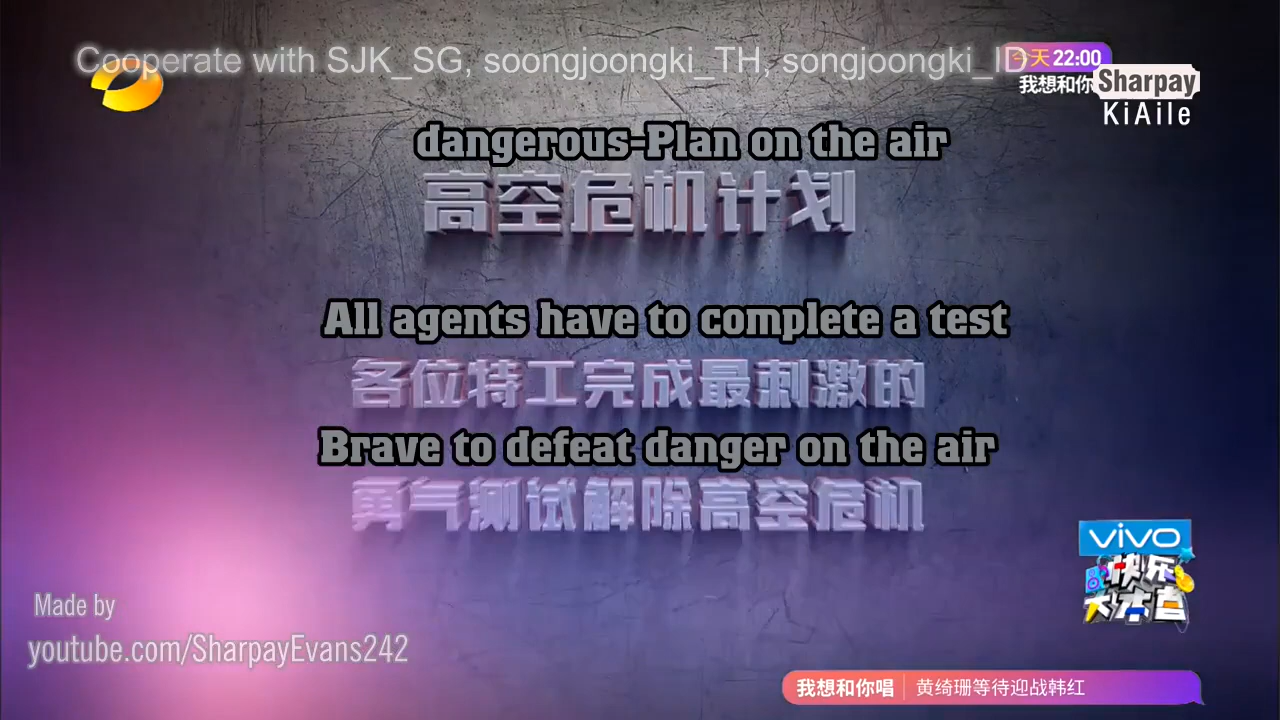 Cooperate with SJK_SG, soongjoongki_TH, songjoongki_ID
今天 22:00
我想和你
Sharpay
KiAile
dangerous-Plan on the air
高空危机计划
All agents have to complete a test
各位特工完成最刺激的
Brave to defeat danger on the air
勇气测试解除高空危机
vivo
快乐
大本营
Made by
youtube.com/SharpayEvans242
我想和你唱 黄绮珊等待迎战韩红